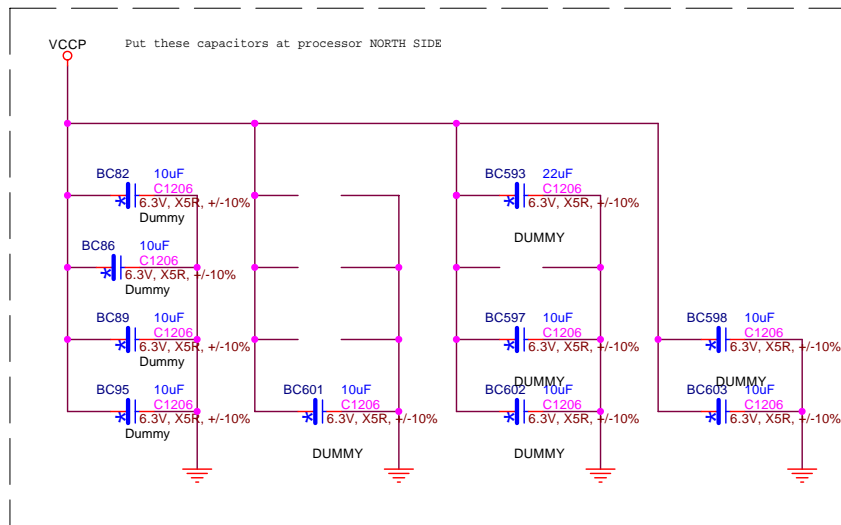 VCCP
Put these capacitors at processor NORTH SIDE
BC82
10uF
C1206
6.3V, X5R, +/-10%
Dummy
BC86
10uF
C1206
6.3V, X5R, +/-10%
Dummy
BC89
10uF
C1206
6.3V, X5R, +/-10%
Dummy
BC95
10uF
C1206
6.3V, X5R, +/-10%
Dummy
BC601
10uF
C1206
6.3V, X5R, +/-10%
DUMMY
BC593
22uF
C1206
6.3V, X5R, +/-10%
DUMMY
BC597
10uF
C1206
6.3V, X5R, +/-10%
DUMMY
BC602
10uF
C1206
6.3V, X5R, +/-10%
DUMMY
BC598
10uF
C1206
6.3V, X5R, +/-10%
DUMMY
BC603
10uF
C1206
6.3V, X5R, +/-10%